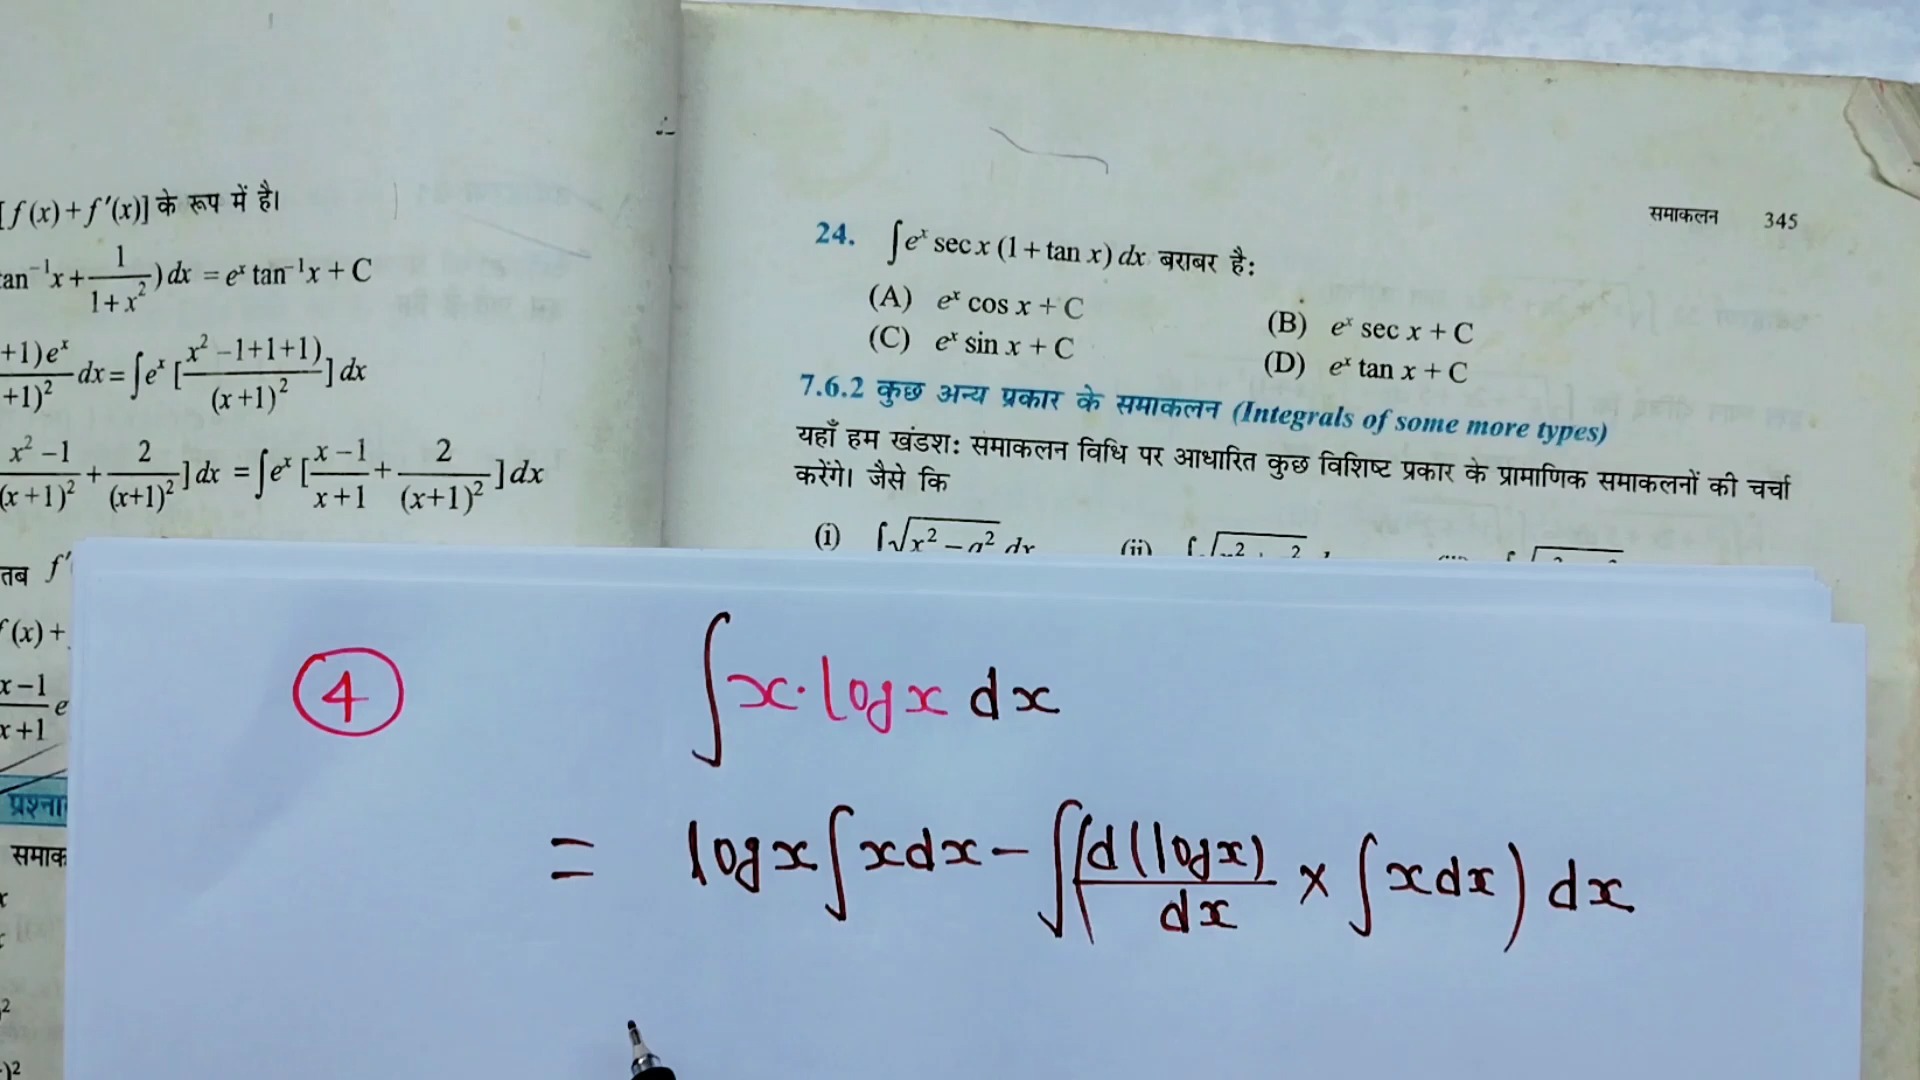 [f(x)+f′(x)] के रूप में है।
1/(1+x²)) dx = eˣ tan⁻¹x + C
+1)eˣ/+1)² dx = ∫eˣ [x² −1+1+1)/(x+1)²] dx
x² −1/(x+1)² + 2/(x+1)²] dx = ∫eˣ [x −1/x+1 + 2/(x+1)²] dx
तब f′
f(x) +
x−1/x+1 e
समाकलन 345
24. ∫eˣ sec x (1 + tan x) dx बराबर है:
(A) eˣ cos x + C
(B) eˣ sec x + C
(C) eˣ sin x + C
(D) eˣ tan x + C
7.6.2 कुछ अन्य प्रकार के समाकलन (Integrals of some more types)
यहाँ हम खंडश: समाकलन विधि पर आधारित कुछ विशिष्ट प्रकार के प्रामाणिक समाकलनों की चर्चा
करेंगे। जैसे कि
(i) ∫√(x² − a²) dx (ii)
4 ∫x·logx dx
= logx∫xdx − ∫(d(logx)/dx × ∫xdx) dx